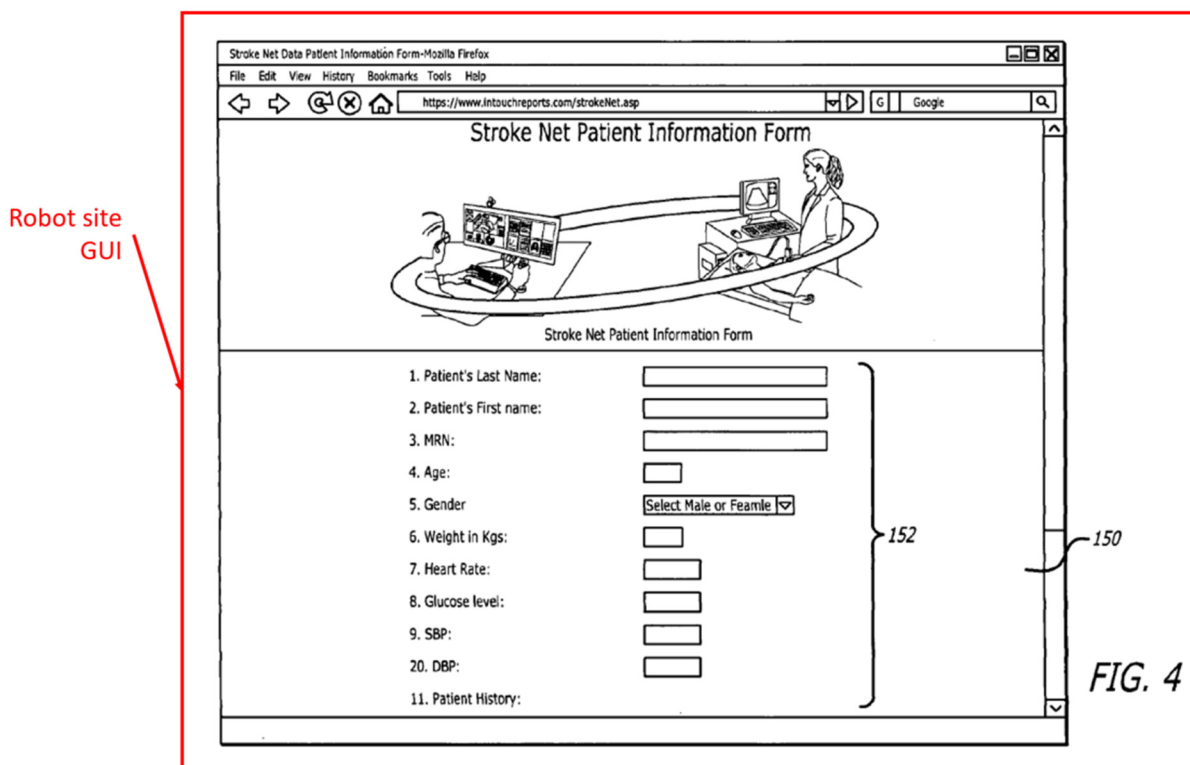 Stroke Net Data Patient Information Form-Mozilla Firefox
File Edit View History Bookmarks Tools Help
https://www.intouchreports.com/strokeNet.asp G Google
Stroke Net Patient Information Form
Robot site
GUI
Stroke Net Patient Information Form
1. Patient's Last Name:
2. Patient's First name:
3. MRN:
4. Age:
5. Gender Select Male or Feamle
6. Weight in Kgs:
152
150
7. Heart Rate:
8. Glucose level:
9. SBP:
20. DBP:
11. Patient History:
FIG. 4